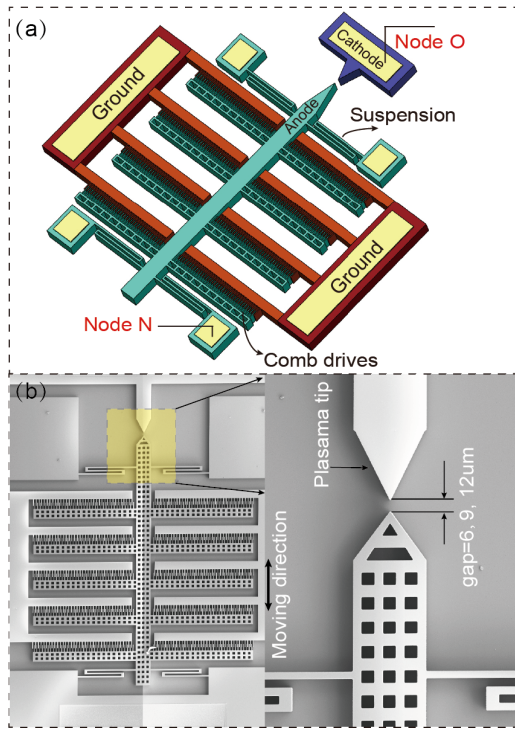 (a)
Cathode
Node O
Ground
Anode
Suspension
Ground
Node N
Comb drives
(b)
Moving direction
Plasama tip
gap=6, 9, 12um